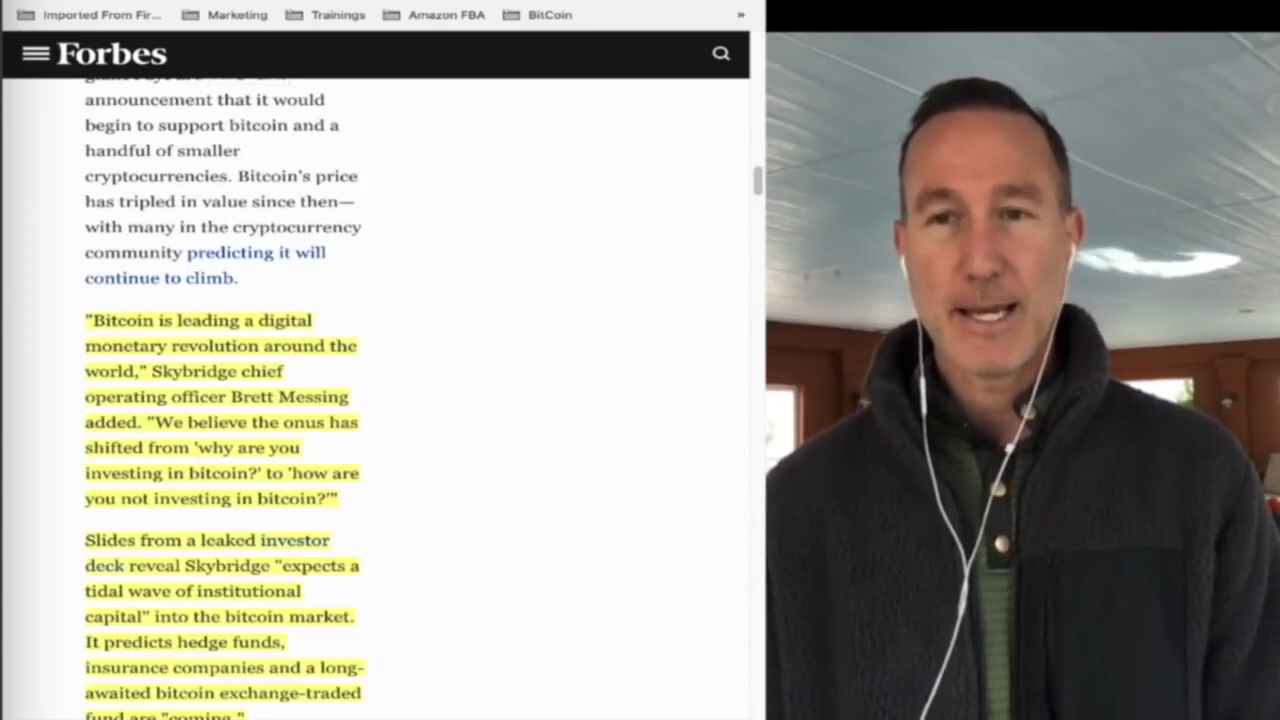 Imported From Fir... Marketing Trainings Amazon FBA BitCoin »
Forbes
announcement that it would
begin to support bitcoin and a
handful of smaller
cryptocurrencies. Bitcoin's price
has tripled in value since then—
with many in the cryptocurrency
community predicting it will
continue to climb.
"Bitcoin is leading a digital
monetary revolution around the
world," Skybridge chief
operating officer Brett Messing
added. "We believe the onus has
shifted from 'why are you
investing in bitcoin?' to 'how are
you not investing in bitcoin?'"
Slides from a leaked investor
deck reveal Skybridge "expects a
tidal wave of institutional
capital" into the bitcoin market.
It predicts hedge funds,
insurance companies and a long-
awaited bitcoin exchange-traded
fund are "coming."